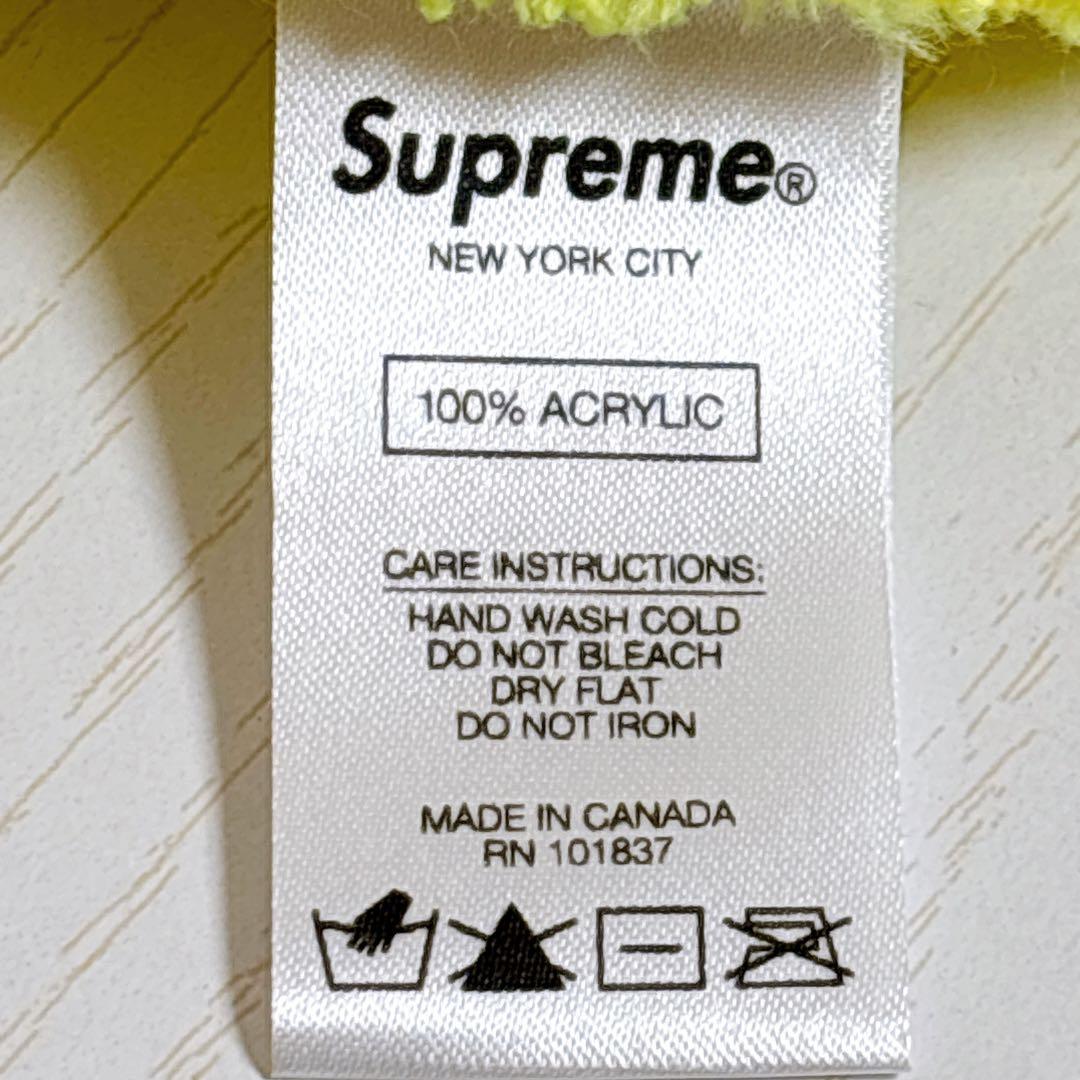 Supreme®
NEW YORK CITY
100% ACRYLIC
CARE INSTRUCTIONS:
HAND WASH COLD
DO NOT BLEACH
DRY FLAT
DO NOT IRON
MADE IN CANADA
RN 101837